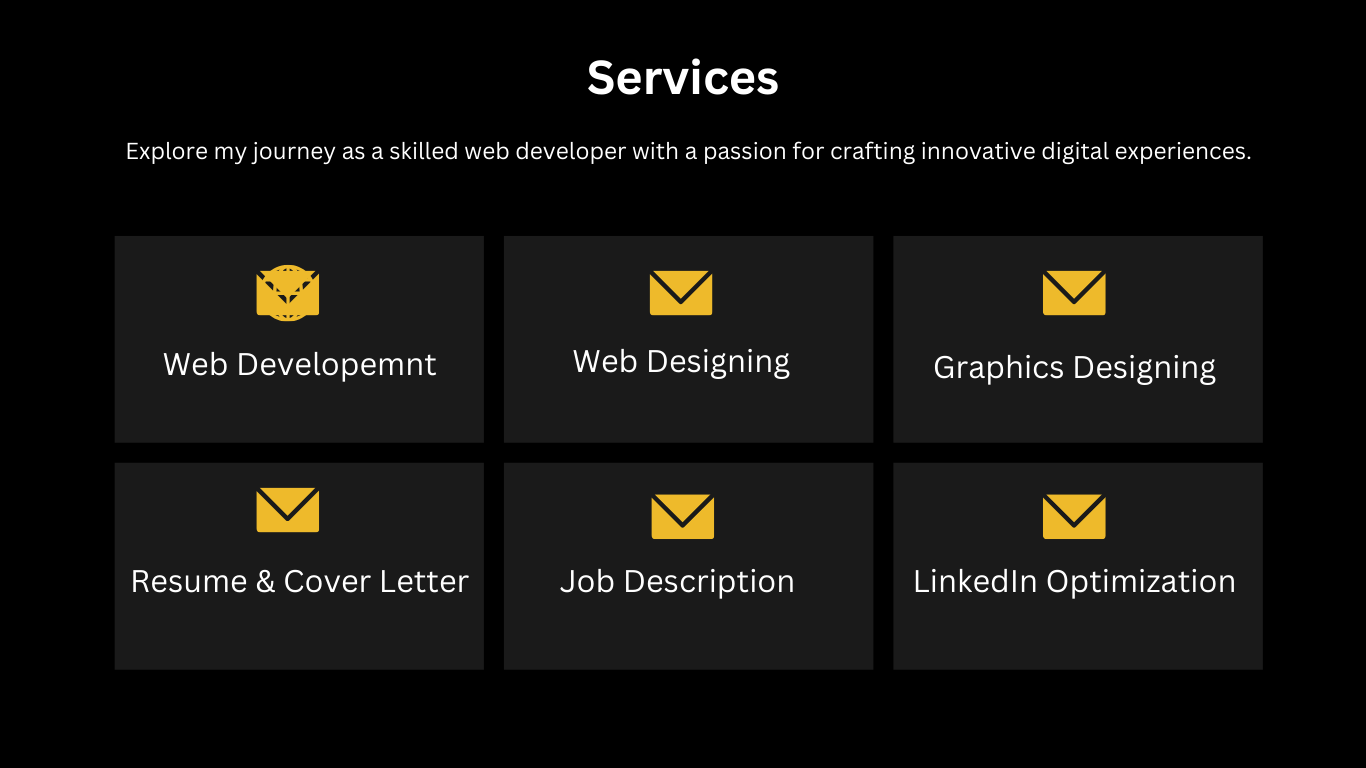 Services
Explore my journey as a skilled web developer with a passion for crafting innovative digital experiences.
Web Developemnt
Web Designing
Graphics Designing
Resume & Cover Letter
Job Description
LinkedIn Optimization